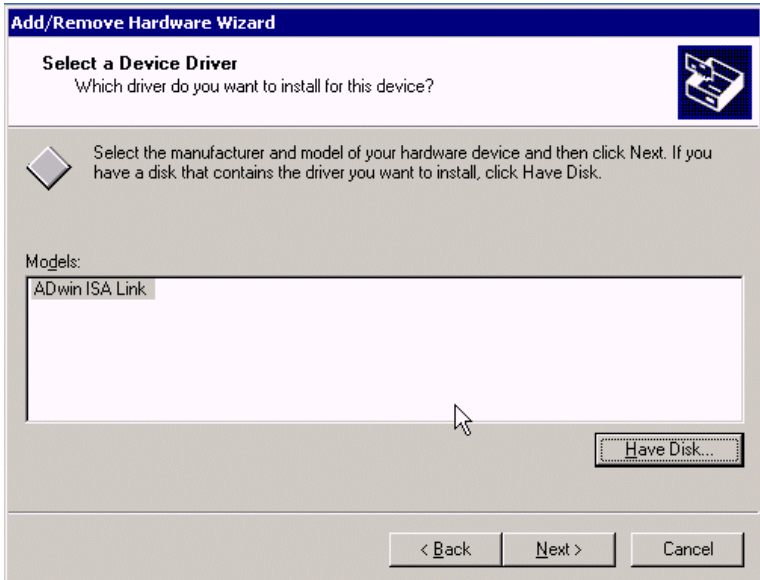 Add/Remove Hardware Wizard
Select a Device Driver
Which driver do you want to install for this device?
Select the manufacturer and model of your hardware device and then click Next. If you
have a disk that contains the driver you want to install, click Have Disk.
Models:
ADwin ISA Link
Have Disk...
< Back
Next >
Cancel